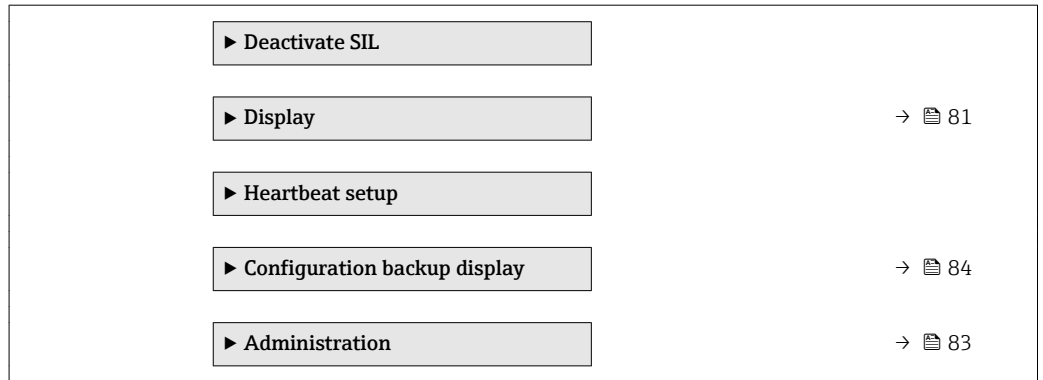 ▶ Deactivate SIL
▶ Display → 81
▶ Heartbeat setup
▶ Configuration backup display → 84
▶ Administration → 83